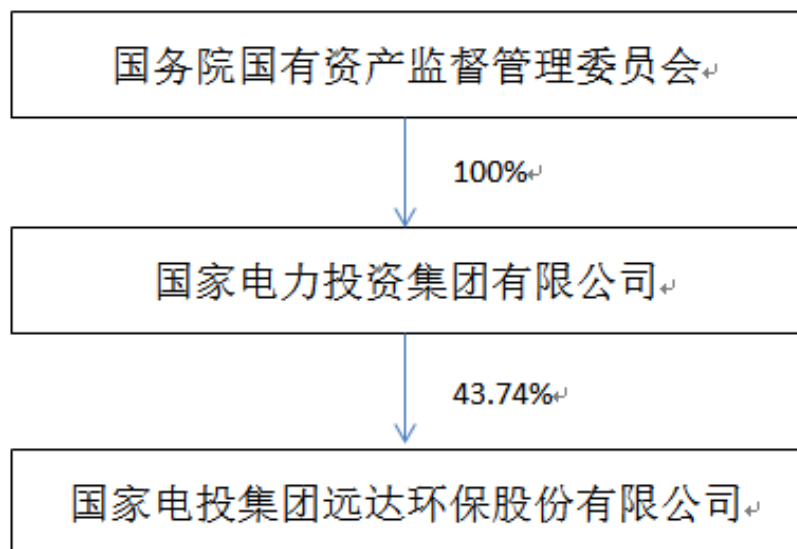 国务院国有资产监督管理委员会
100%
国家电力投资集团有限公司
43.74%
国家电投集团远达环保股份有限公司